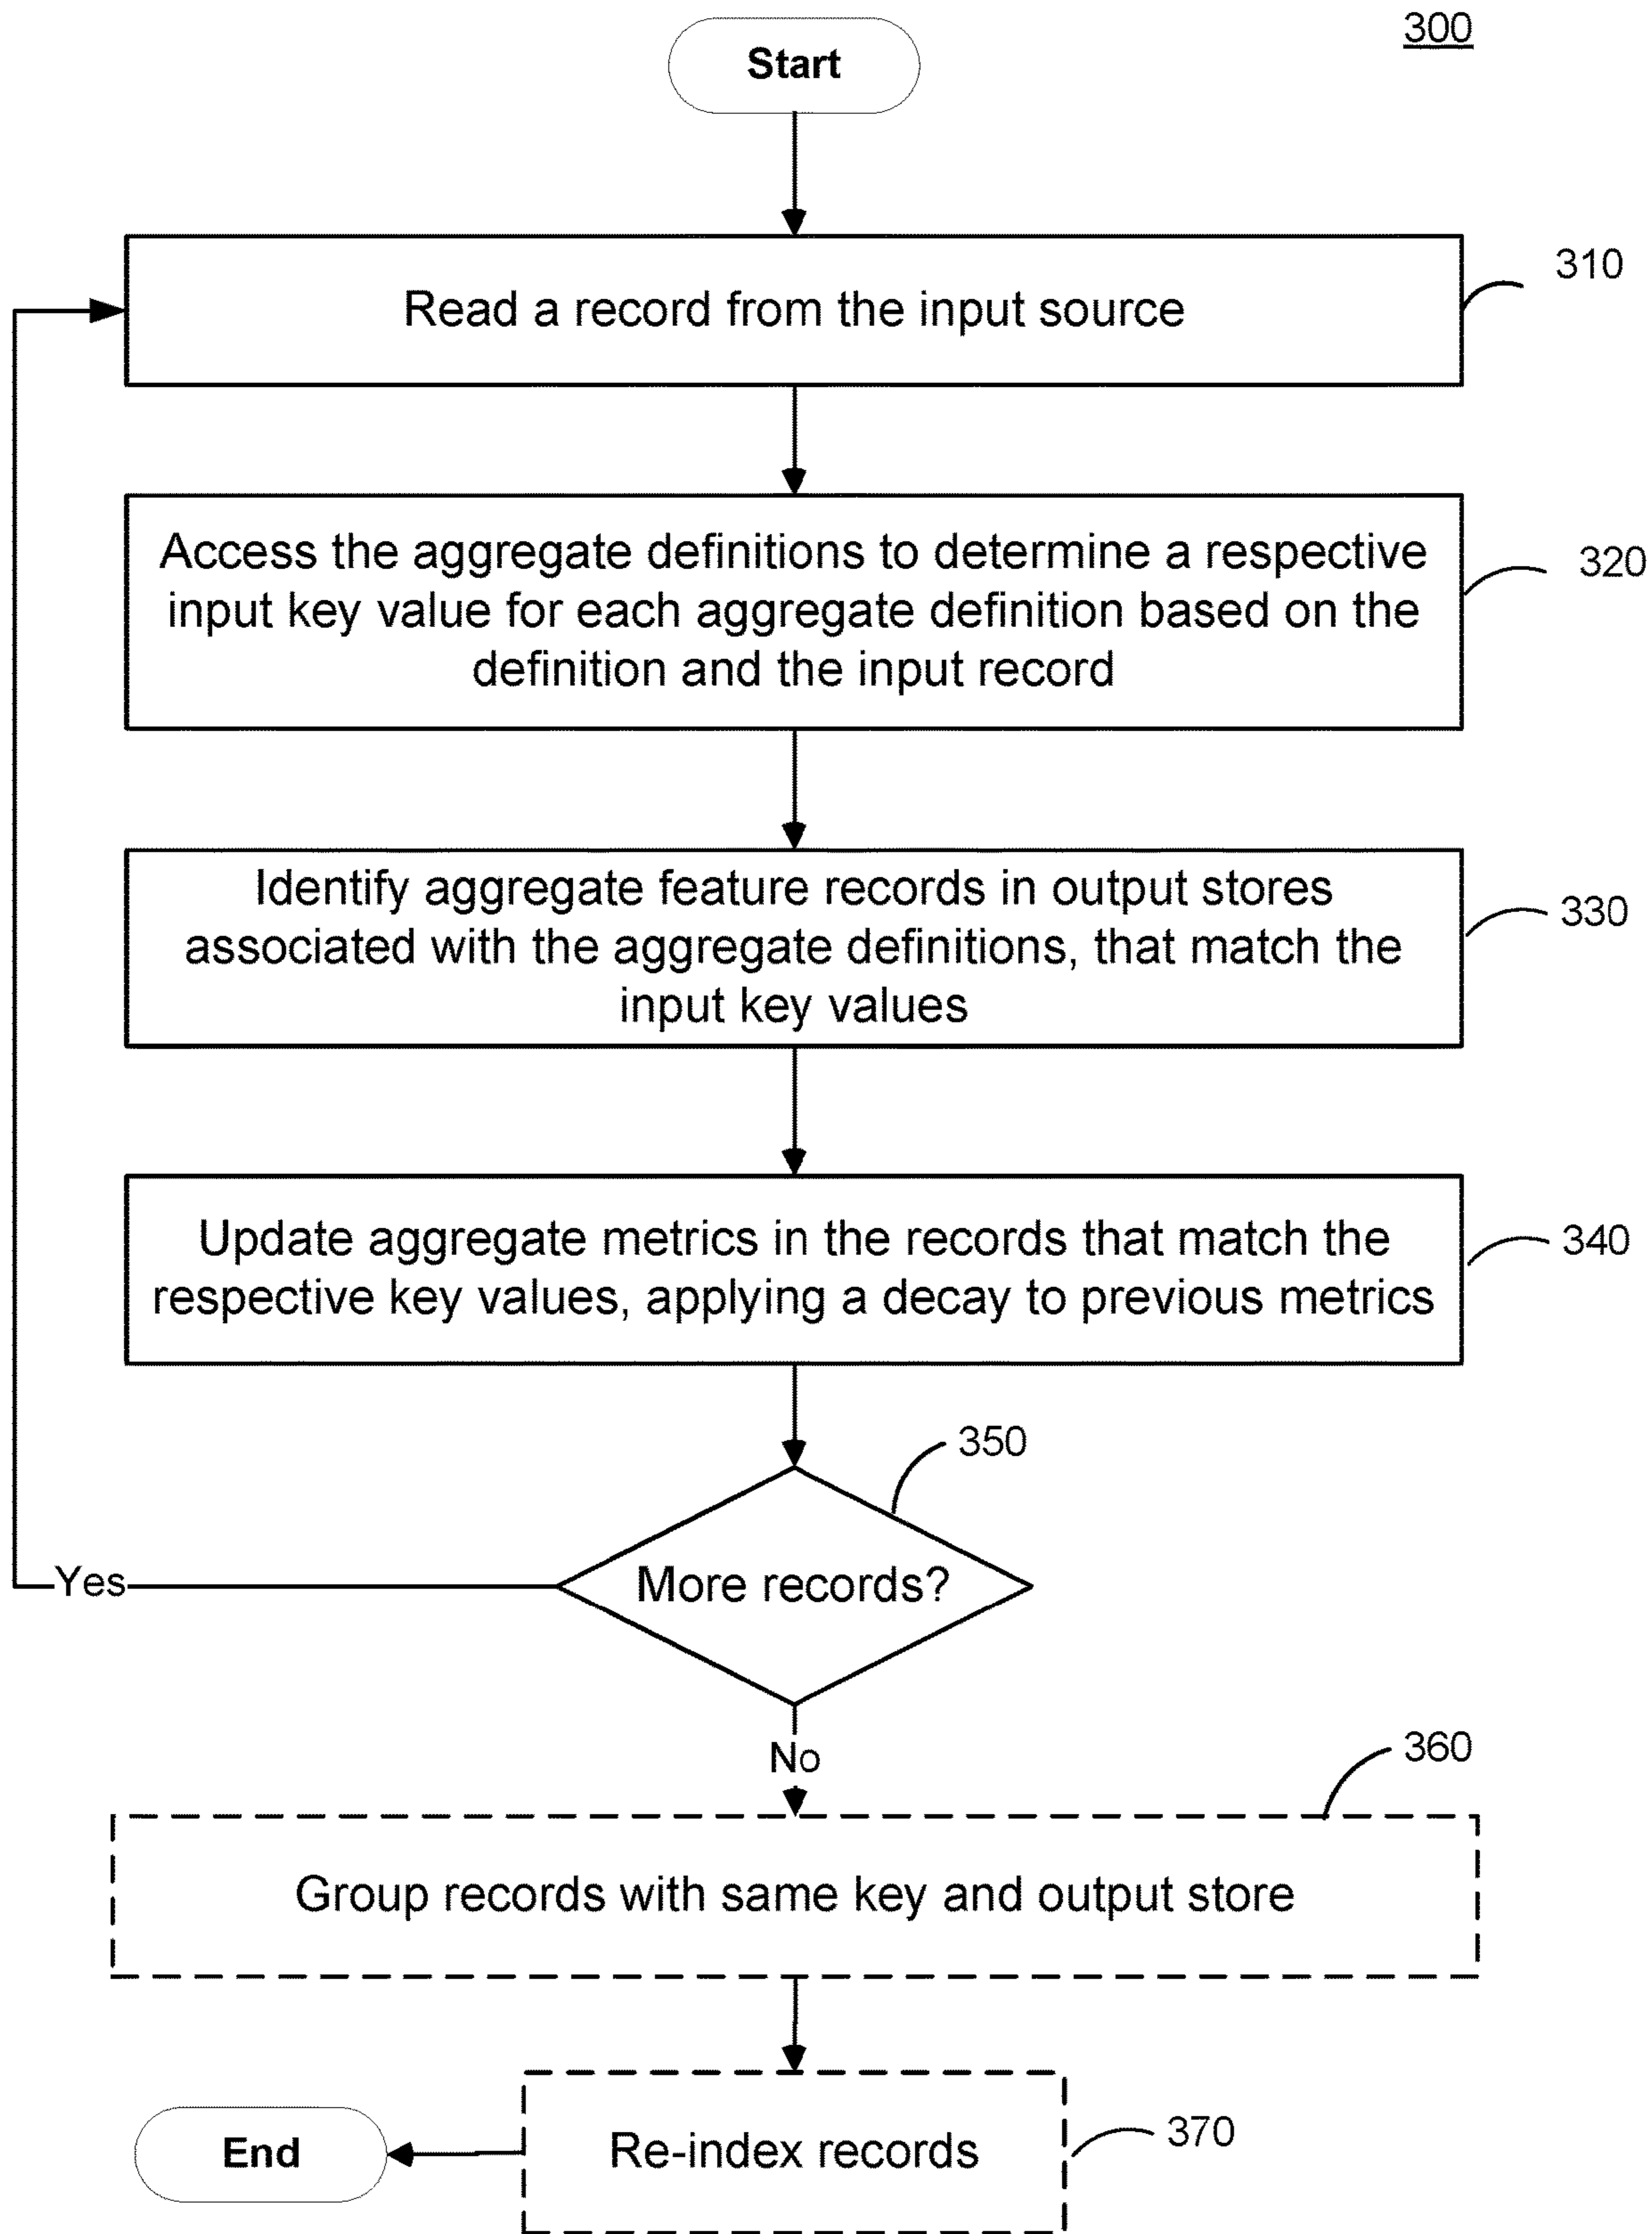 300
Start
310
Read a record from the input source
Access the aggregate definitions to determine a respective
320
input key value for each aggregate definition based on the
definition and the input record
Identify aggregate feature records in output stores
330
associated with the aggregate definitions, that match the
input key values
Update aggregate metrics in the records that match the
340
respective key values, applying a decay to previous metrics
350
Yes
More records?
No
360
Group records with same key and output store
370
End
Re-index records